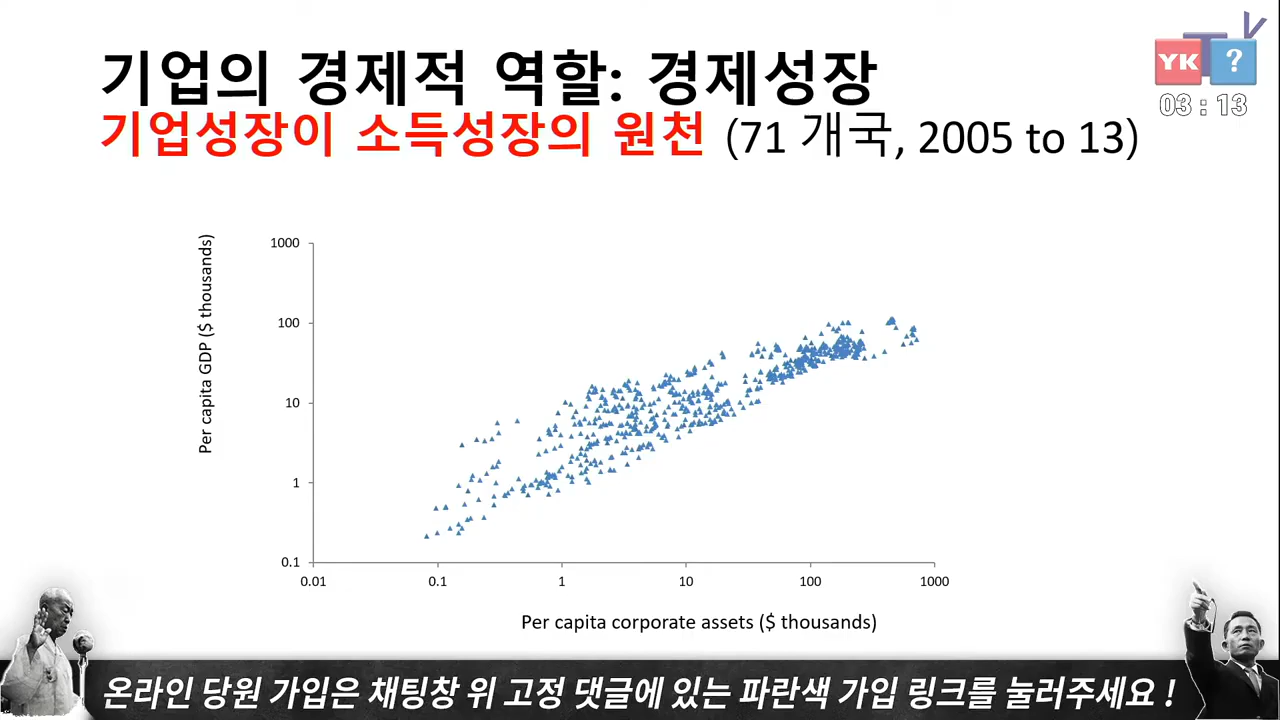 기업의 경제적 역할: 경제성장
기업성장이 소득성장의 원천 (71 개국, 2005 to 13)
YK T V ?
03 : 13
Per capita GDP ($ thousands)
1000
100
10
1
0.1
0.01 0.1 1 10 100 1000
Per capita corporate assets ($ thousands)
온라인 당원 가입은 채팅창 위 고정 댓글에 있는 파란색 가입 링크를 눌러주세요 !